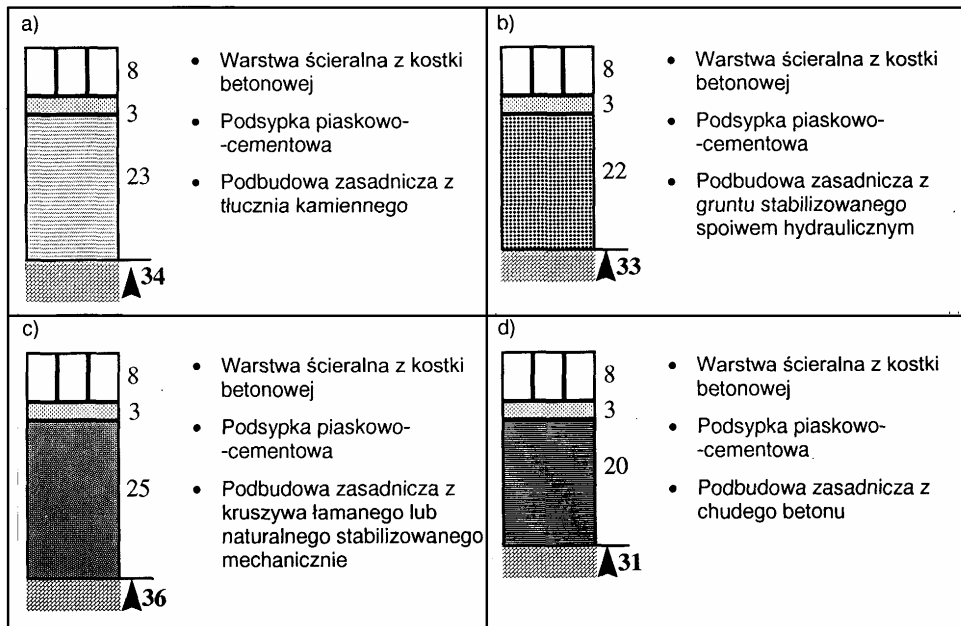 a)
8
3
23
34
• Warstwa ścieralna z kostki
betonowej
• Podsypka piaskowo-
-cementowa
• Podbudowa zasadnicza z
tłucznia kamiennego
b)
8
3
22
33
• Warstwa ścieralna z kostki
betonowej
• Podsypka piaskowo-
-cementowa
• Podbudowa zasadnicza z
gruntu stabilizowanego
spoiwem hydraulicznym
c)
8
3
25
36
• Warstwa ścieralna z kostki
betonowej
• Podsypka piaskowo-
-cementowa
• Podbudowa zasadnicza z
kruszywa łamanego lub
naturalnego stabilizowanego
mechanicznie
d)
8
3
20
31
• Warstwa ścieralna z kostki
betonowej
• Podsypka piaskowo-
-cementowa
• Podbudowa zasadnicza z
chudego betonu